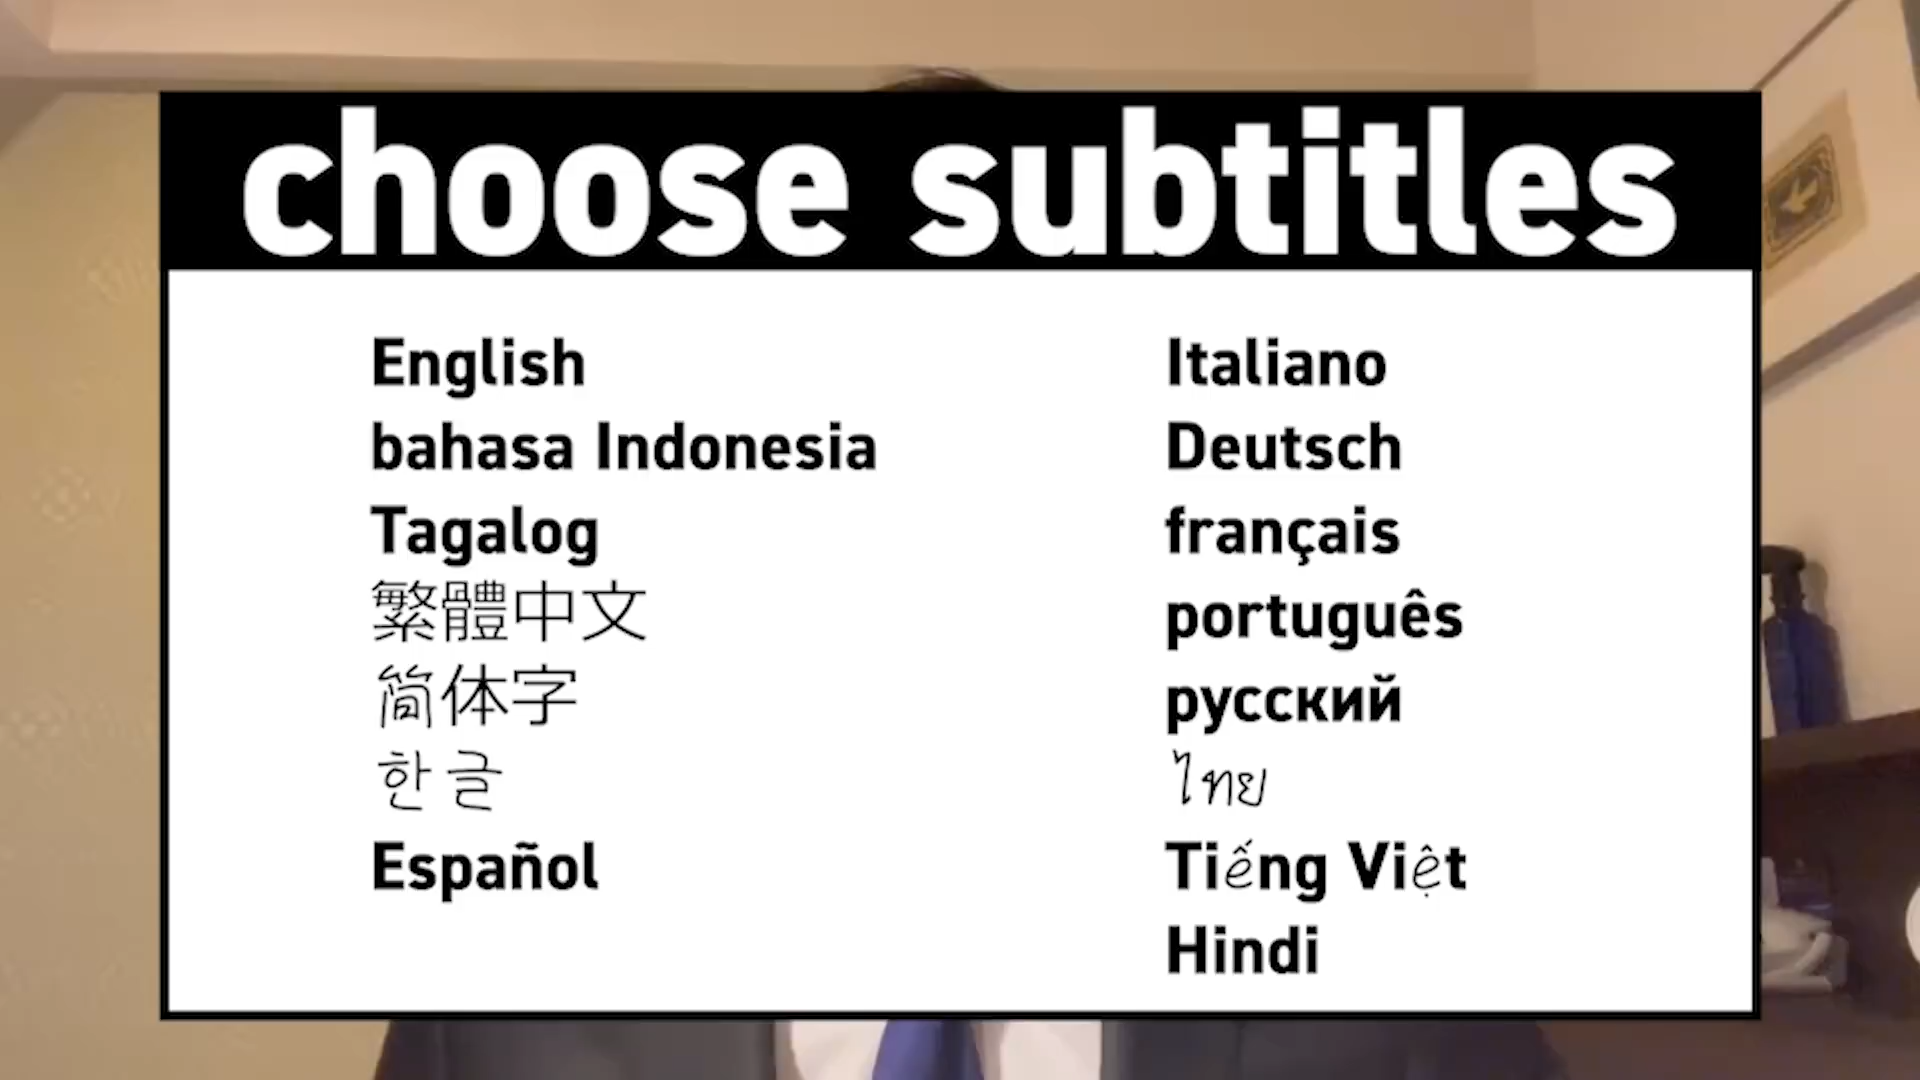 choose subtitles
English
bahasa Indonesia
Tagalog
繁體中文
简体字
한글
Español
Italiano
Deutsch
français
português
русский
ไทย
Tiếng Việt
Hindi